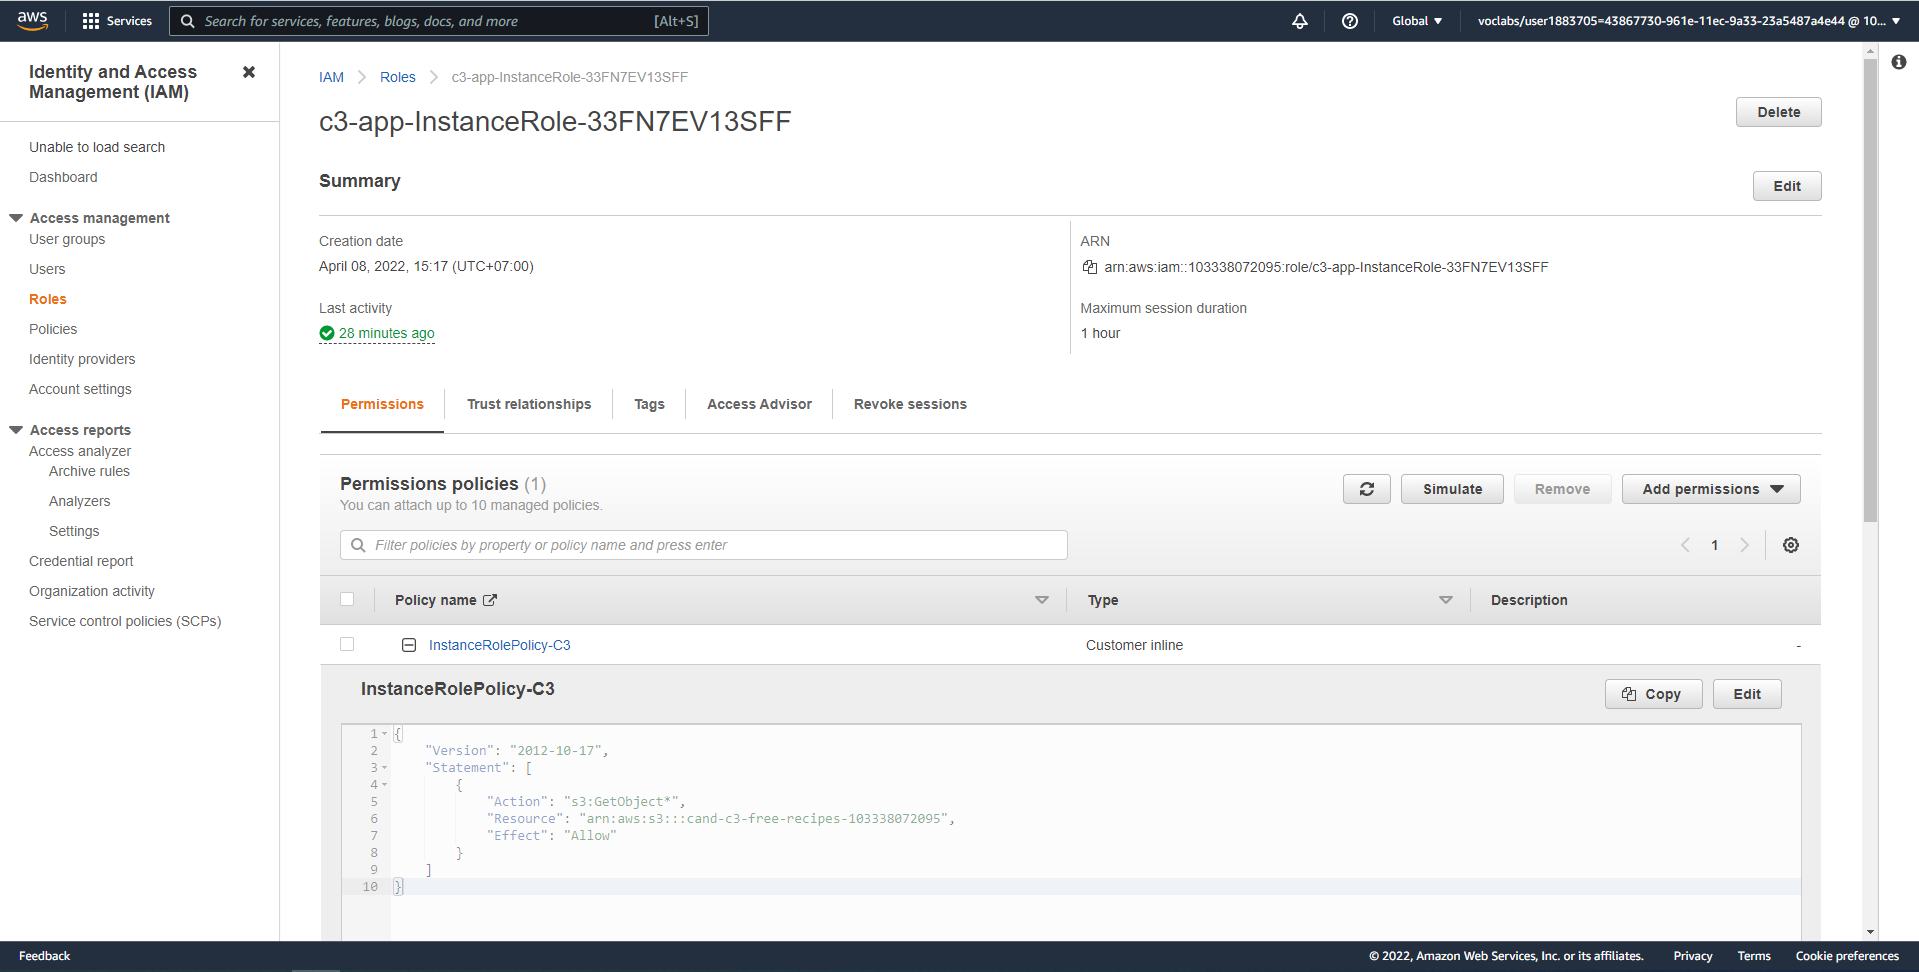 aws Services Search for services, features, blogs, docs, and more [Alt+S] Global voclabs/user1883705=43867730-961e-11ec-9a33-23a5487a4e44 @ 10...
Identity and Access
Management (IAM)
Unable to load search
Dashboard
Access management
User groups
Users
Roles
Policies
Identity providers
Account settings
Access reports
Access analyzer
Archive rules
Analyzers
Settings
Credential report
Organization activity
Service control policies (SCPs)
IAM Roles c3-app-InstanceRole-33FN7EV13SFF
c3-app-InstanceRole-33FN7EV13SFF
Delete
Summary
Edit
Creation date
April 08, 2022, 15:17 (UTC+07:00)
Last activity
28 minutes ago
ARN
arn:aws:iam::103338072095:role/c3-app-InstanceRole-33FN7EV13SFF
Maximum session duration
1 hour
Permissions Trust relationships Tags Access Advisor Revoke sessions
Permissions policies (1)
You can attach up to 10 managed policies.
Simulate Remove Add permissions
Filter policies by property or policy name and press enter
1
Policy name Type Description
InstanceRolePolicy-C3 Customer inline -
InstanceRolePolicy-C3
Copy Edit
1 {
2 "Version": "2012-10-17",
3 "Statement": [
4 {
5 "Action": "s3:GetObject*",
6 "Resource": "arn:aws:s3:::cand-c3-free-recipes-103338072095",
7 "Effect": "Allow"
8 }
9 ]
10 }
Feedback © 2022, Amazon Web Services, Inc. or its affiliates. Privacy Terms Cookie preferences